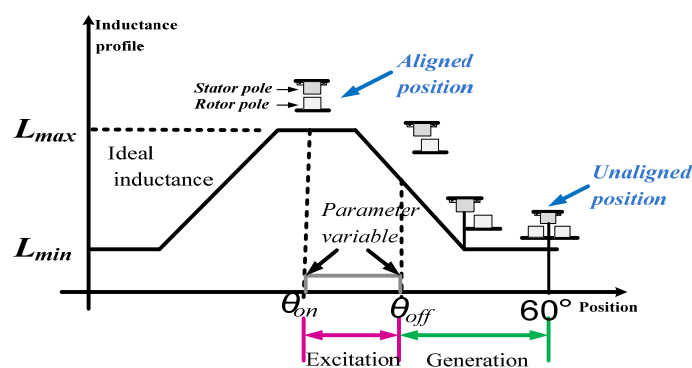 Inductance
profile
Aligned
position
Stator pole
Rotor pole
Lmax
Ideal
inductance
Unaligned
position
Parameter
variable
Lmin
θon
θoff
60° Position
Excitation
Generation